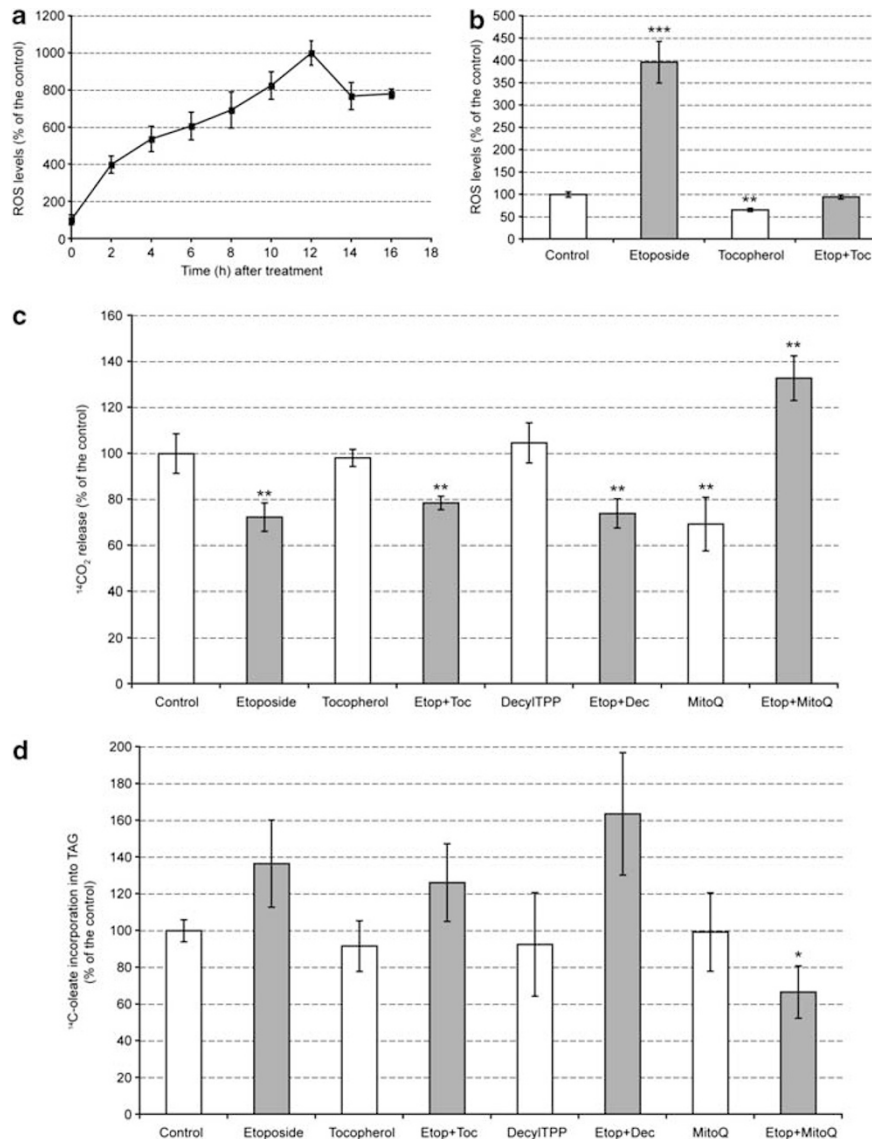 a
1200
1000
800
600
400
200
0
0 2 4 6 8 10 12 14 16 18
Time (h) after treatment
ROS levels (% of the control)
b
500
450
400
350
300
250
200
150
100
50
0
***
**
Control Etoposide Tocopherol Etop+Toc
ROS levels (% of the control)
c
160
140
120
100
80
60
40
20
0
** ** ** ** **
Control Etoposide Tocopherol Etop+Toc DecylTPP Etop+Dec MitoQ Etop+MitoQ
¹⁴CO₂ release (% of the control)
d
200
180
160
140
120
100
80
60
40
20
0
*
Control Etoposide Tocopherol Etop+Toc DecylTPP Etop+Dec MitoQ Etop+MitoQ
¹⁴C-oleate incorporation into TAG
(% of the control)